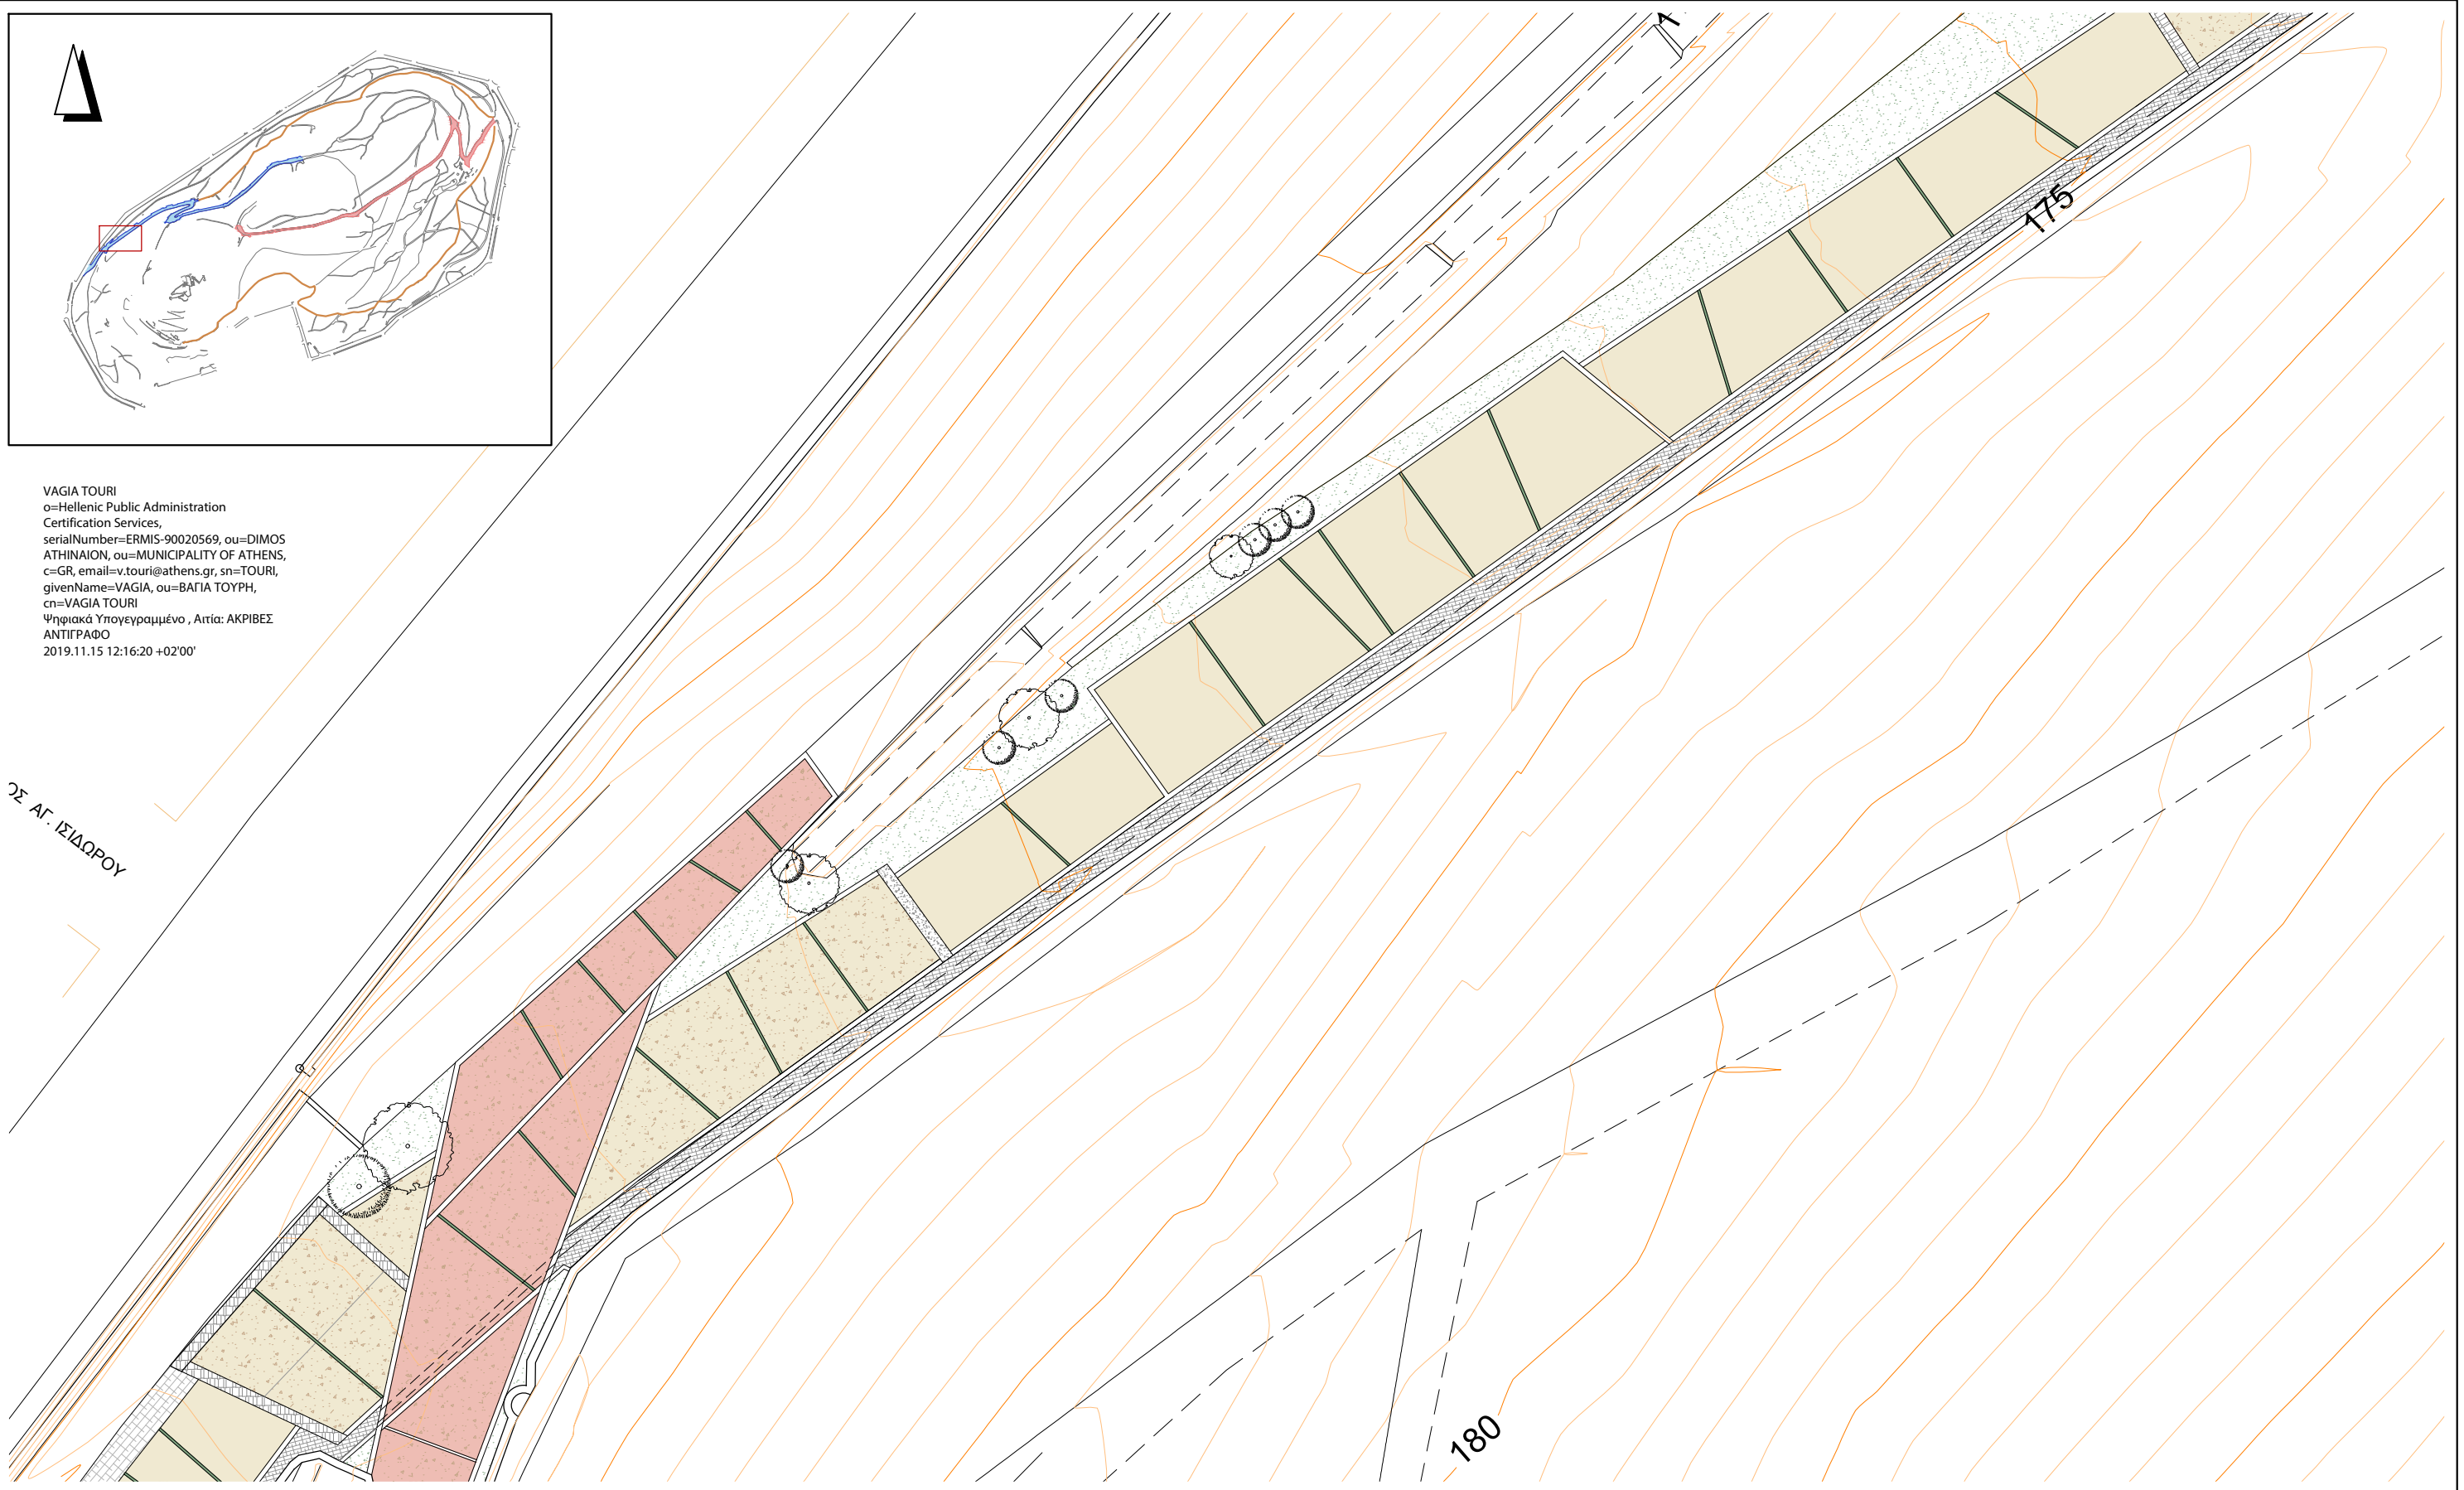 VAGIA TOURI
o=Hellenic Public Administration
Certification Services,
serialNumber=ERMIS-90020569, ou=DIMOS
ATHINAION, ou=MUNICIPALITY OF ATHENS,
c=GR, email=v.touri@athens.gr, sn=TOURI,
givenName=VAGIA, ou=ΒΑΓΙΑ ΤΟΥΡΗ,
cn=VAGIA TOURI
Ψηφιακά Υπογεγραμμένο , Αιτία: ΑΚΡΙΒΕΣ
ΑΝΤΙΓΡΑΦΟ
2019.11.15 12:16:20 +02'00'
175
ΑΓ. ΙΣΙΔΩΡΟΥ
180